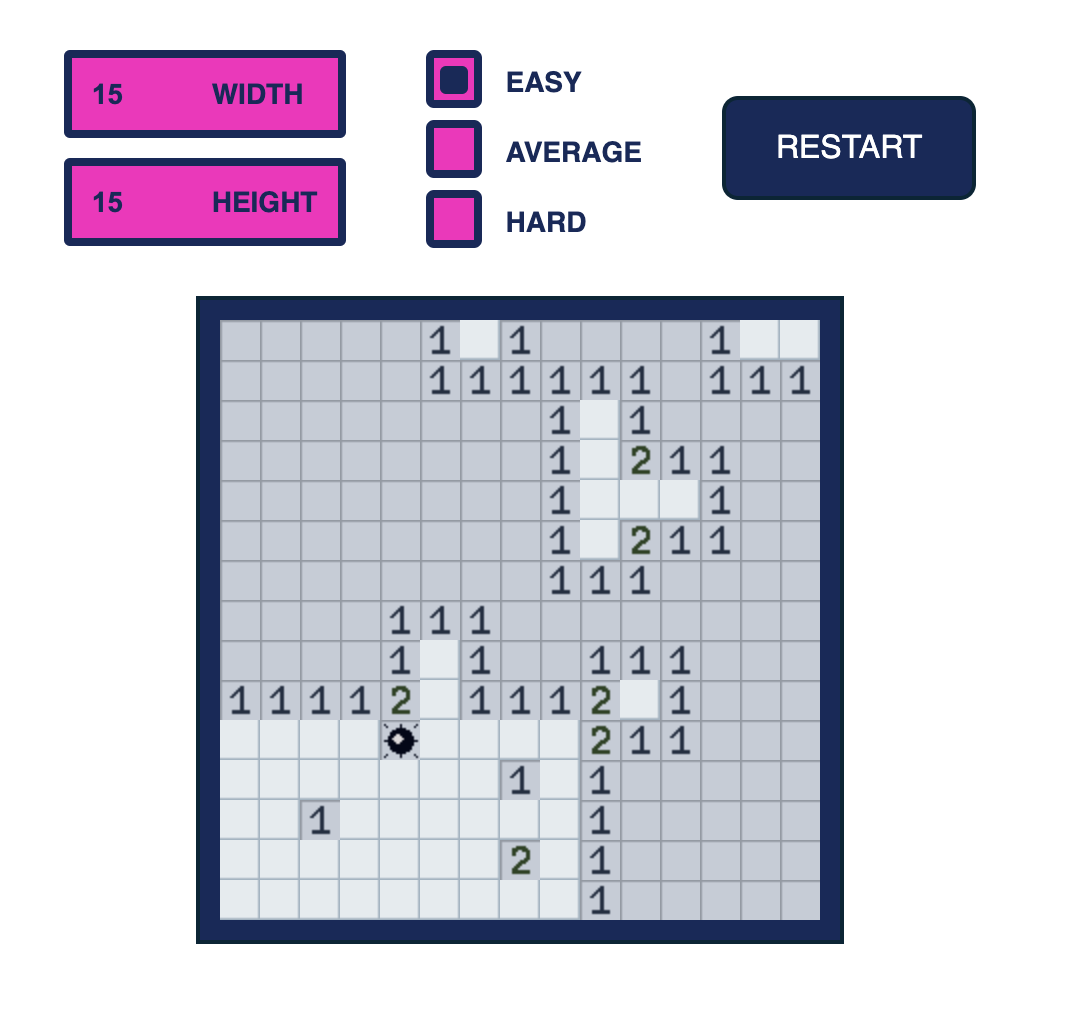 15 WIDTH
15 HEIGHT
EASY
AVERAGE
HARD
RESTART
1 1 1
1 1 1 1 1 1 1 1 1
1 1
1 2 1 1
1 1
1 2 1 1
1 1 1
1 1 1
1 1 1 1 1
1 1 1 1 2 1 1 1 2 1
2 1 1
1 1
1 1
2 1
1